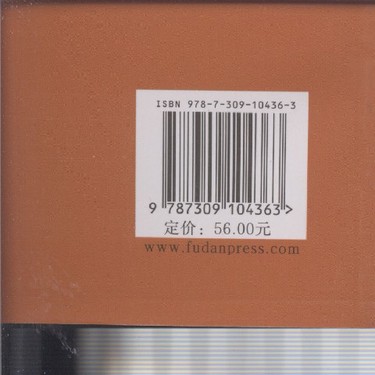 ISBN 978-7-309-10436-3
9 787309 104363>
定价：56.00元
www.fudanpress.com